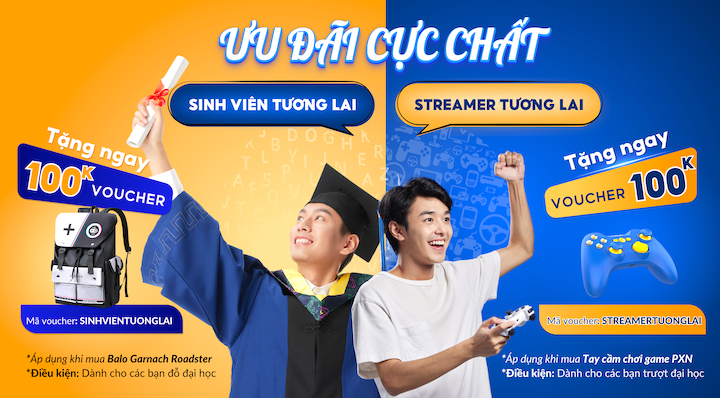 ƯU ĐÃI CỰC CHẤT
SINH VIÊN TƯƠNG LAI
Tặng ngay
100K VOUCHER
Mã voucher: SINHVIENTUONGLAI
*Áp dụng khi mua Balo Garnach Roadster
*Điều kiện: Dành cho các bạn đỗ đại học
STREAMER TƯƠNG LAI
Tặng ngay
VOUCHER 100K
Mã voucher: STREAMERTUONGLAI
*Áp dụng khi mua Tay cầm chơi game PXN
*Điều kiện: Dành cho các bạn trượt đại học